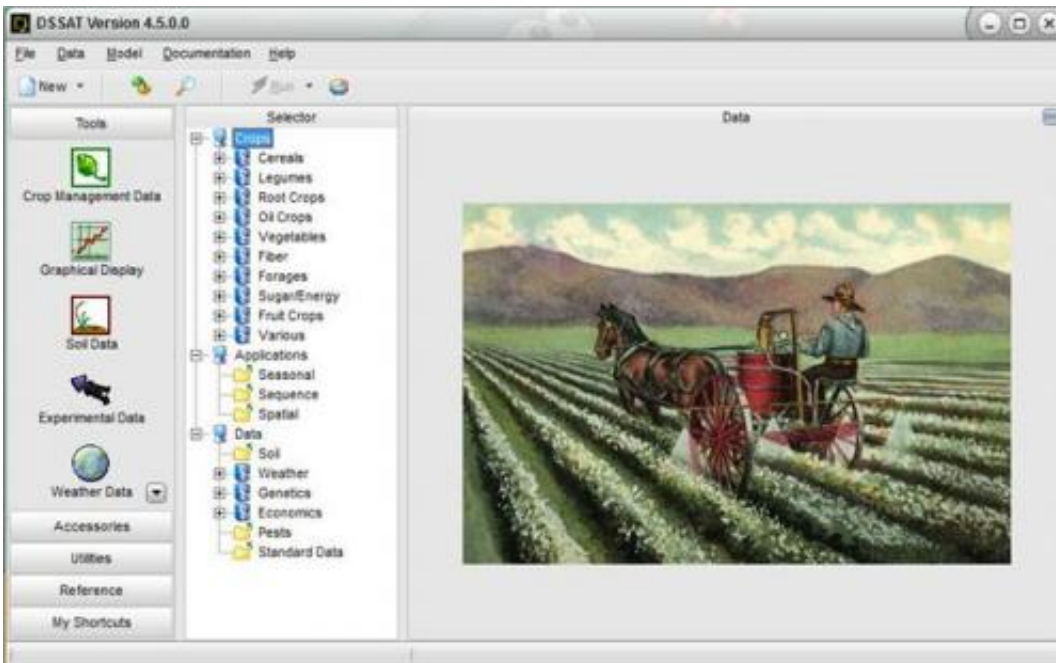 DSSAT Version 4.5.0.0
File Data Model Documentation Help
New Run
Tools
Crop Management Data
Graphical Display
Soil Data
Experimental Data
Weather Data
Accessories
Utilities
Reference
My Shortcuts
Selector
Crops
Cereals
Legumes
Root Crops
Oil Crops
Vegetables
Fiber
Forages
Sugar/Energy
Fruit Crops
Various
Applications
Seasonal
Sequence
Spatial
Data
Soil
Weather
Genetics
Economics
Pests
Standard Data
Data